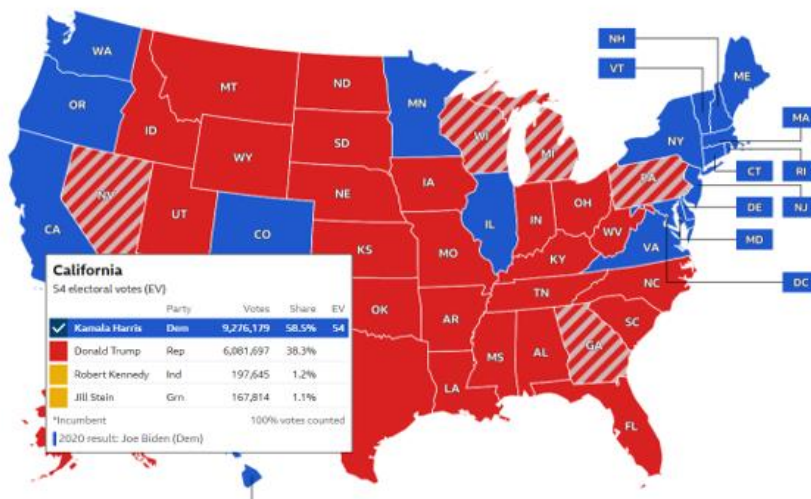 WA
OR
CA
NV
ID
MT
WY
UT
CO
ND
SD
NE
KS
OK
MN
IA
MO
AR
LA
WI
IL
MI
IN
OH
KY
TN
MS
AL
GA
FL
SC
NC
WV
VA
PA
NY
ME
NH
VT
MA
CT
RI
NJ
DE
MD
DC
California
54 electoral votes (EV)
Party Votes Share EV
Kamala Harris Dem 9,276,179 58.5% 54
Donald Trump Rep 6,081,697 38.3%
Robert Kennedy Ind 197,645 1.2%
Jill Stein Grn 167,814 1.1%
*Incumbent 100% votes counted
2020 result: Joe Biden (Dem)